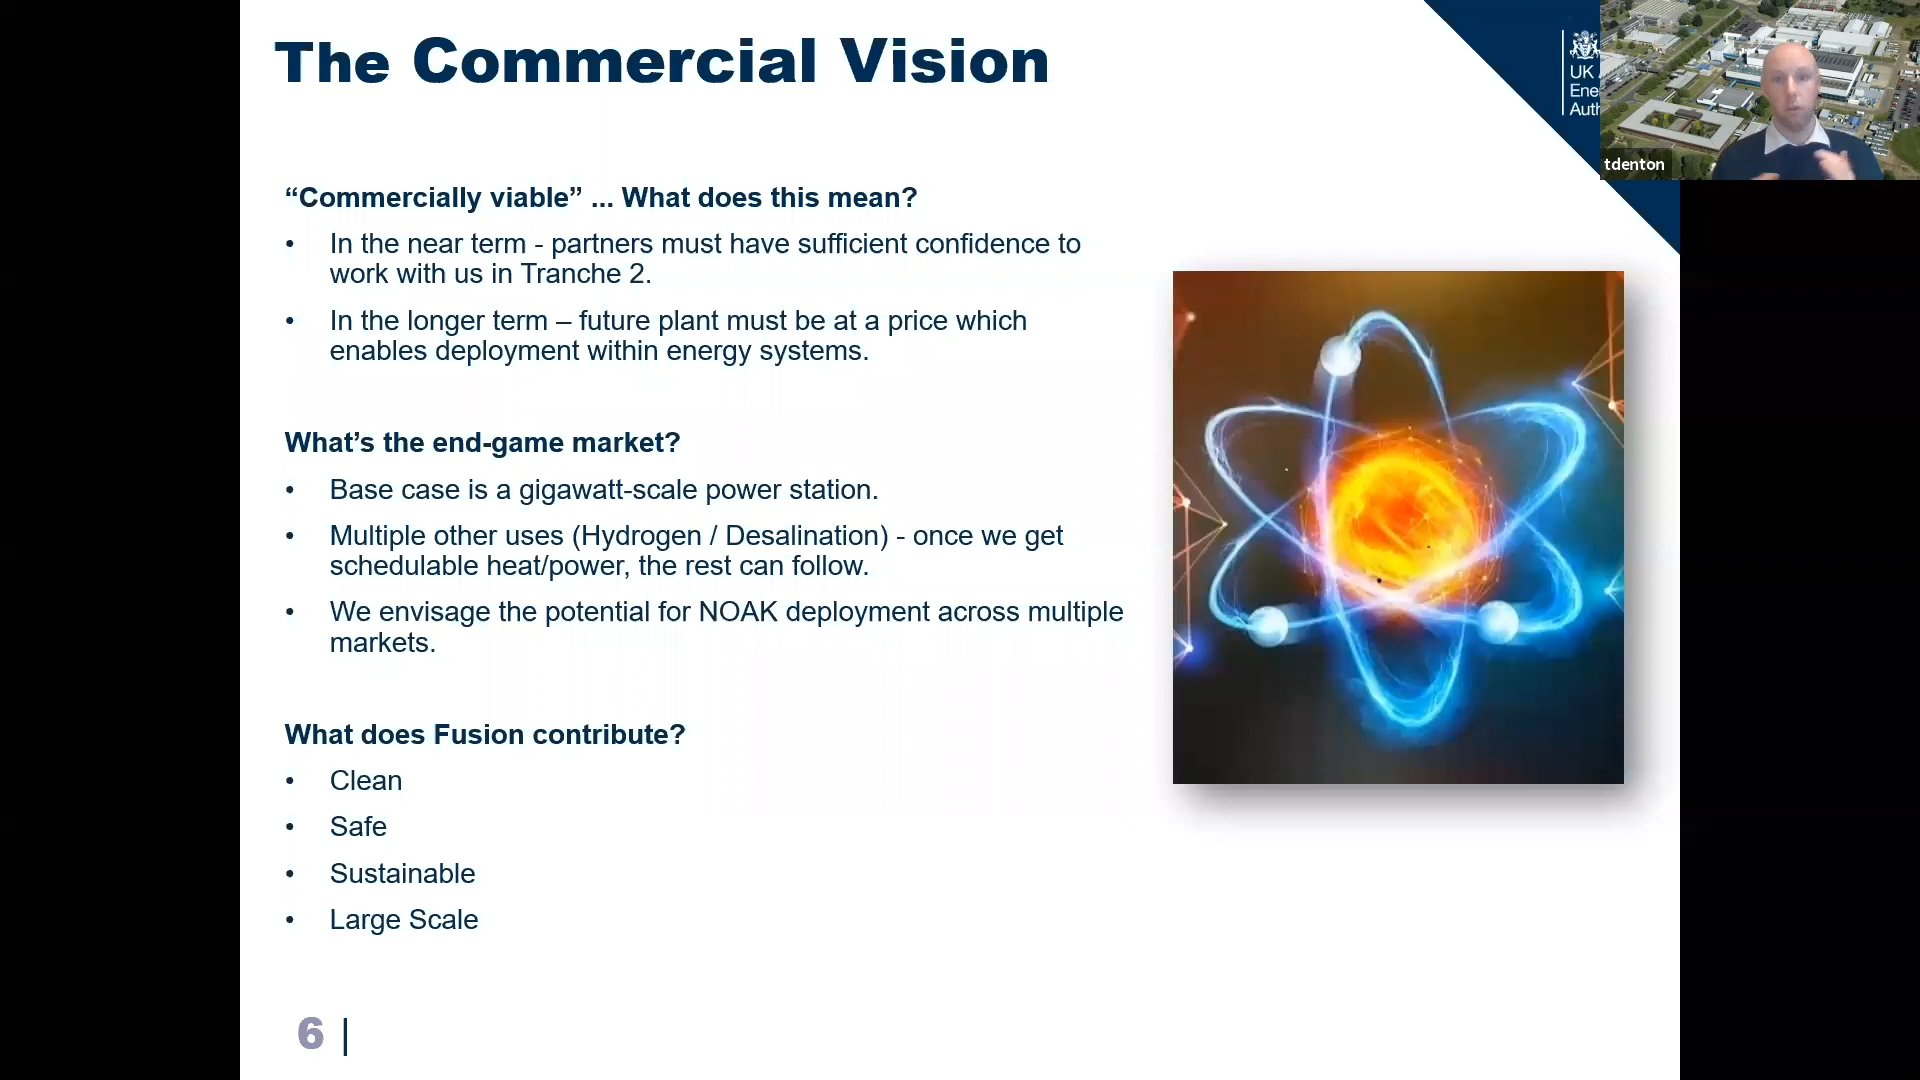 The Commercial Vision
UK
Ene
Auth
tdenton
“Commercially viable” ... What does this mean?
• In the near term - partners must have sufficient confidence to
work with us in Tranche 2.
• In the longer term – future plant must be at a price which
enables deployment within energy systems.
What’s the end-game market?
• Base case is a gigawatt-scale power station.
• Multiple other uses (Hydrogen / Desalination) - once we get
schedulable heat/power, the rest can follow.
• We envisage the potential for NOAK deployment across multiple
markets.
What does Fusion contribute?
• Clean
• Safe
• Sustainable
• Large Scale
6 |